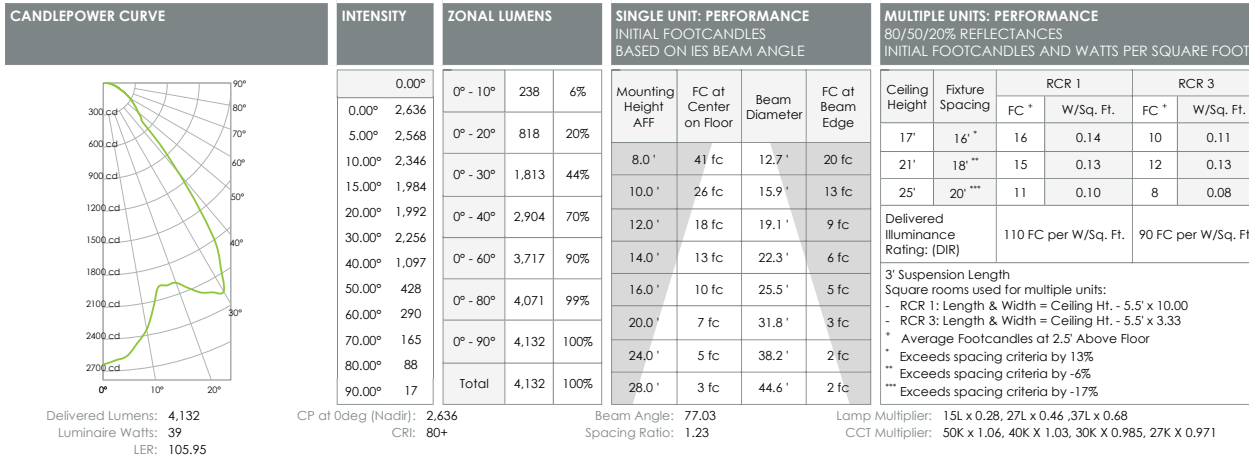 CANDLEPOWER CURVE
90°
80°
70°
60°
50°
40°
30°
300 cd
600 cd
900 cd
1200 cd
1500 cd
1800 cd
2100 cd
2400 cd
2700 cd
0° 10° 20°
INTENSITY
0.00°
0.00° 2,636
5.00° 2,568
10.00° 2,346
15.00° 1,984
20.00° 1,992
30.00° 2,256
40.00° 1,097
50.00° 428
60.00° 290
70.00° 165
80.00° 88
90.00° 17
ZONAL LUMENS
0° - 10° 238 6%
0° - 20° 818 20%
0° - 30° 1,813 44%
0° - 40° 2,904 70%
0° - 60° 3,717 90%
0° - 80° 4,071 99%
0° - 90° 4,132 100%
Total 4,132 100%
SINGLE UNIT: PERFORMANCE
INITIAL FOOTCANDLES
BASED ON IES BEAM ANGLE
Mounting Height AFF FC at Center on Floor Beam Diameter FC at Beam Edge
8.0 ' 41 fc 12.7 ' 20 fc
10.0 ' 26 fc 15.9 ' 13 fc
12.0 ' 18 fc 19.1 ' 9 fc
14.0 ' 13 fc 22.3 ' 6 fc
16.0 ' 10 fc 25.5 ' 5 fc
20.0 ' 7 fc 31.8 ' 3 fc
24.0 ' 5 fc 38.2 ' 2 fc
28.0 ' 3 fc 44.6 ' 2 fc
MULTIPLE UNITS: PERFORMANCE
80/50/20% REFLECTANCES
INITIAL FOOTCANDLES AND WATTS PER SQUARE FOOT
Ceiling Height Fixture Spacing RCR 1 RCR 3
FC + W/Sq. Ft. FC + W/Sq. Ft.
17' 16' * 16 0.14 10 0.11
21' 18' ** 15 0.13 12 0.13
25' 20' *** 11 0.10 8 0.08
Delivered Illuminance Rating: (DIR) 110 FC per W/Sq. Ft. 90 FC per W/Sq. Ft
3' Suspension Length
Square rooms used for multiple units:
- RCR 1: Length & Width = Ceiling Ht. - 5.5' x 10.00
- RCR 3: Length & Width = Ceiling Ht. - 5.5' x 3.33
+ Average Footcandles at 2.5' Above Floor
* Exceeds spacing criteria by 13%
** Exceeds spacing criteria by -6%
*** Exceeds spacing criteria by -17%
Delivered Lumens: 4,132 CP at 0deg (Nadir): 2,636 Beam Angle: 77.03 Lamp Multiplier: 15L x 0.28, 27L x 0.46 ,37L x 0.68
Luminaire Watts: 39 CRI: 80+ Spacing Ratio: 1.23 CCT Multiplier: 50K x 1.06, 40K X 1.03, 30K X 0.985, 27K X 0.971
LER: 105.95